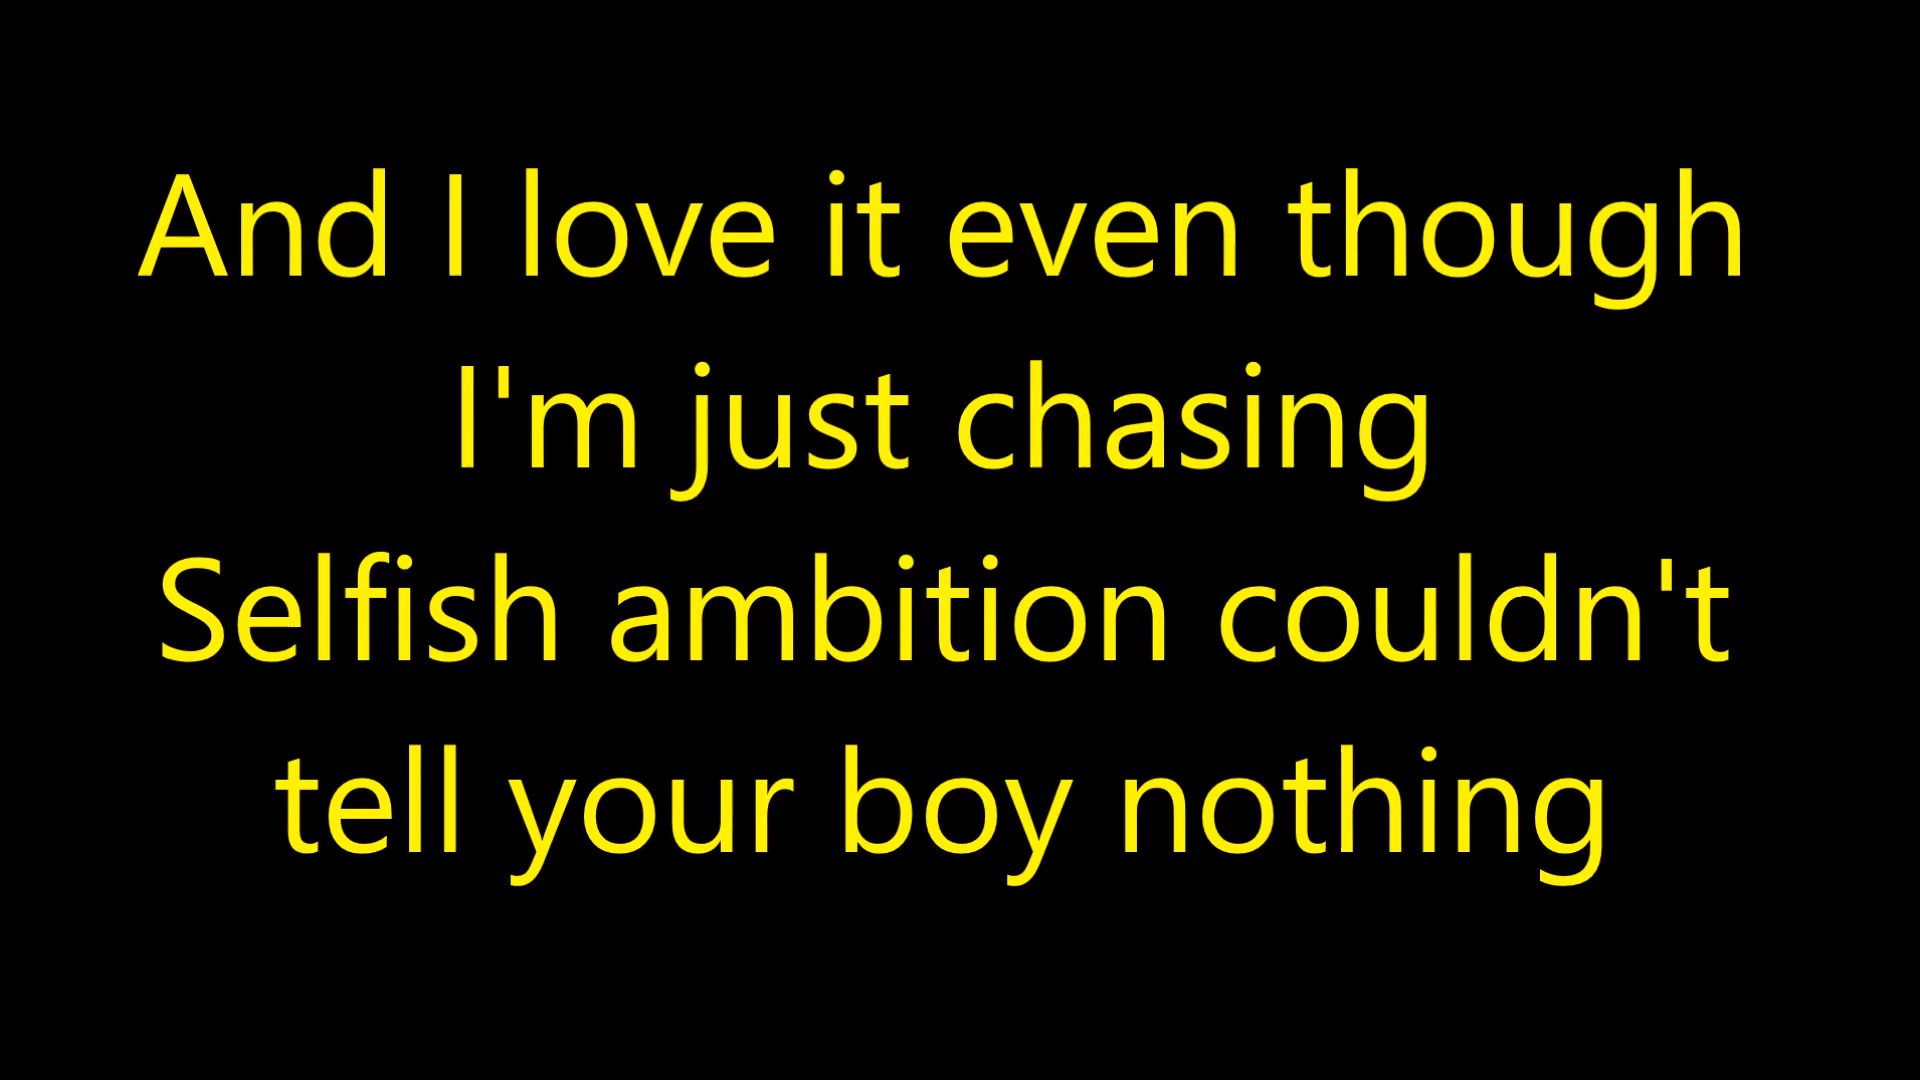 And I love it even though
I'm just chasing
Selfish ambition couldn't
tell your boy nothing